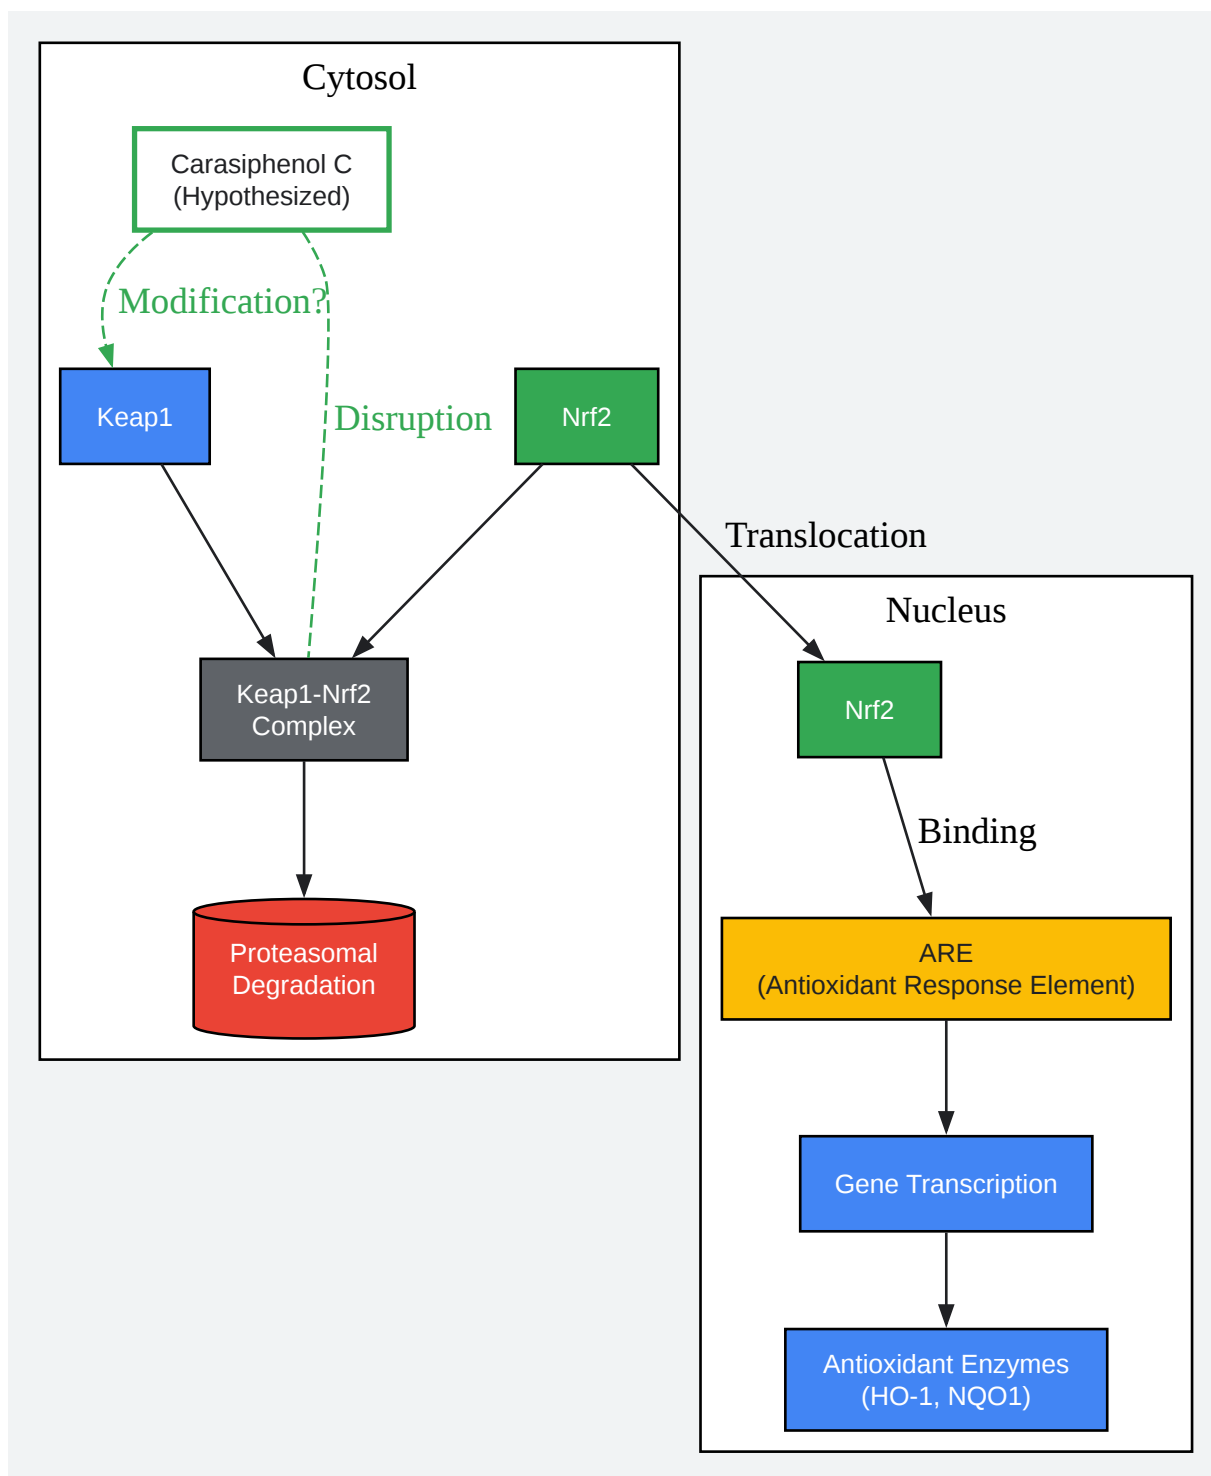 Cytosol
Carasiphenol C
(Hypothesized)
Modification?
Keap1
Disruption
Nrf2
Translocation
Keap1-Nrf2
Complex
Proteasomal
Degradation
Nucleus
Nrf2
Binding
ARE
(Antioxidant Response Element)
Gene Transcription
Antioxidant Enzymes
(HO-1, NQO1)